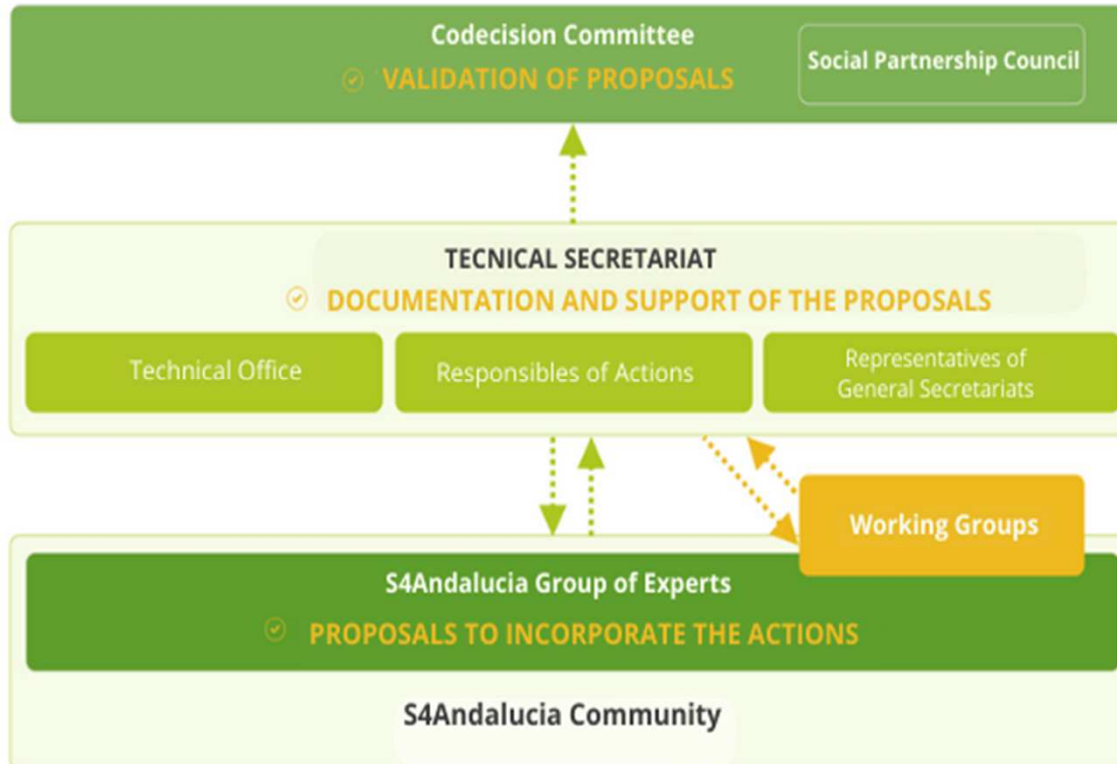 Codecision Committee
VALIDATION OF PROPOSALS
Social Partnership Council
TECNICAL SECRETARIAT
DOCUMENTATION AND SUPPORT OF THE PROPOSALS
Technical Office
Responsibles of Actions
Representatives of
General Secretariats
Working Groups
S4Andalucia Group of Experts
PROPOSALS TO INCORPORATE THE ACTIONS
S4Andalucia Community